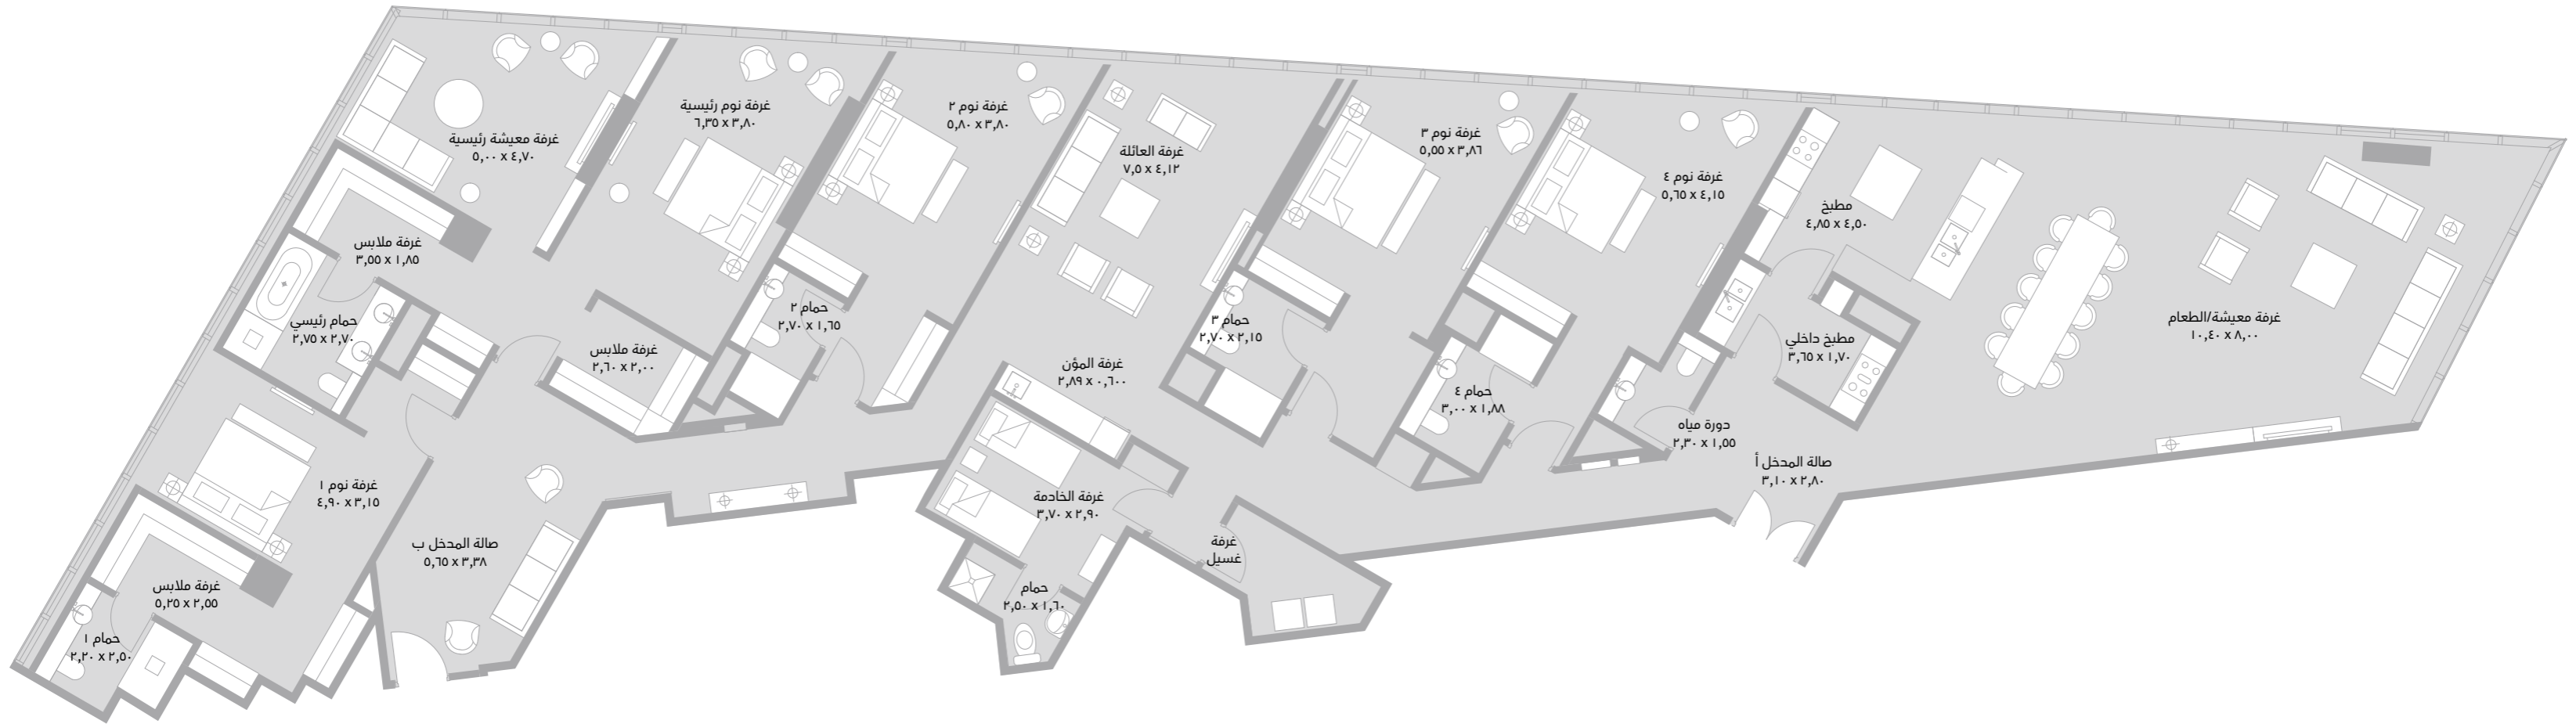 غرفة معيشة رئيسية
٥,٠٠ x ٤,٧٠
غرفة نوم رئيسية
٦,٣٥ x ٣,٨٠
غرفة نوم ٢
٥,٨٠ x ٣,٨٠
غرفة العائلة
٧,٥ x ٤,١٢
غرفة نوم ٣
٥,٥٥ x ٣,٨٦
غرفة نوم ٤
٥,٦٥ x ٤,١٥
مطبخ
٤,٨٥ x ٤,٥٠
غرفة معيشة/الطعام
١٠,٤٠ x ٨,٠٠
غرفة ملابس
٣,٥٥ x ١,٨٥
حمام رئيسي
٢,٧٥ x ٢,٧٠
غرفة ملابس
٢,٦٠ x ٢,٠٠
حمام ٢
٢,٧٠ x ١,٦٥
غرفة المؤن
٢,٨٩ x ٠,٦٠٠
حمام ٣
٢,٧٠ x ٢,١٥
حمام ٤
٣,٠٠ x ١,٨٨
دورة مياه
٢,٣٠ x ١,٥٥
مطبخ داخلي
٣,٦٥ x ١,٧٠
صالة المدخل أ
٣,١٠ x ٢,٨٠
غرفة نوم ١
٤,٩٠ x ٣,١٥
صالة المدخل ب
٥,٦٥ x ٣,٣٨
غرفة الخادمة
٣,٧٠ x ٢,٩٠
غرفة
غسيل
حمام
٢,٥٠ x ١,٦٠
غرفة ملابس
٥,٢٥ x ٢,٥٥
حمام ١
٢,٢٠ x ٢,٥٠